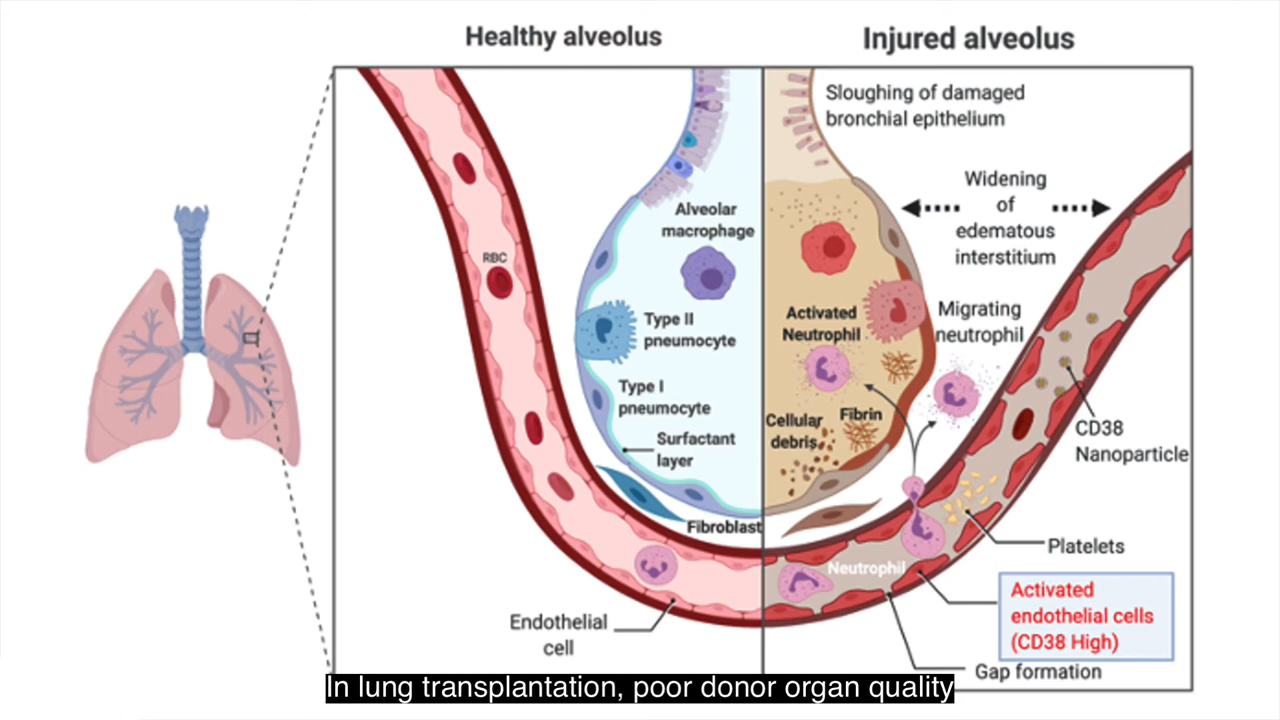 Healthy alveolus
Injured alveolus
Sloughing of damaged
bronchial epithelium
Widening
of
edematous
interstitium
Alveolar
macrophage
RBC
Type II
pneumocyte
Activated
Neutrophil
Migrating
neutrophil
Type I
pneumocyte
Cellular
debris
Fibrin
CD38
Nanoparticle
Surfactant
layer
Fibroblast
Platelets
Neutrophil
Activated
endothelial cells
(CD38 High)
Endothelial
cell
Gap formation
In lung transplantation, poor donor organ quality